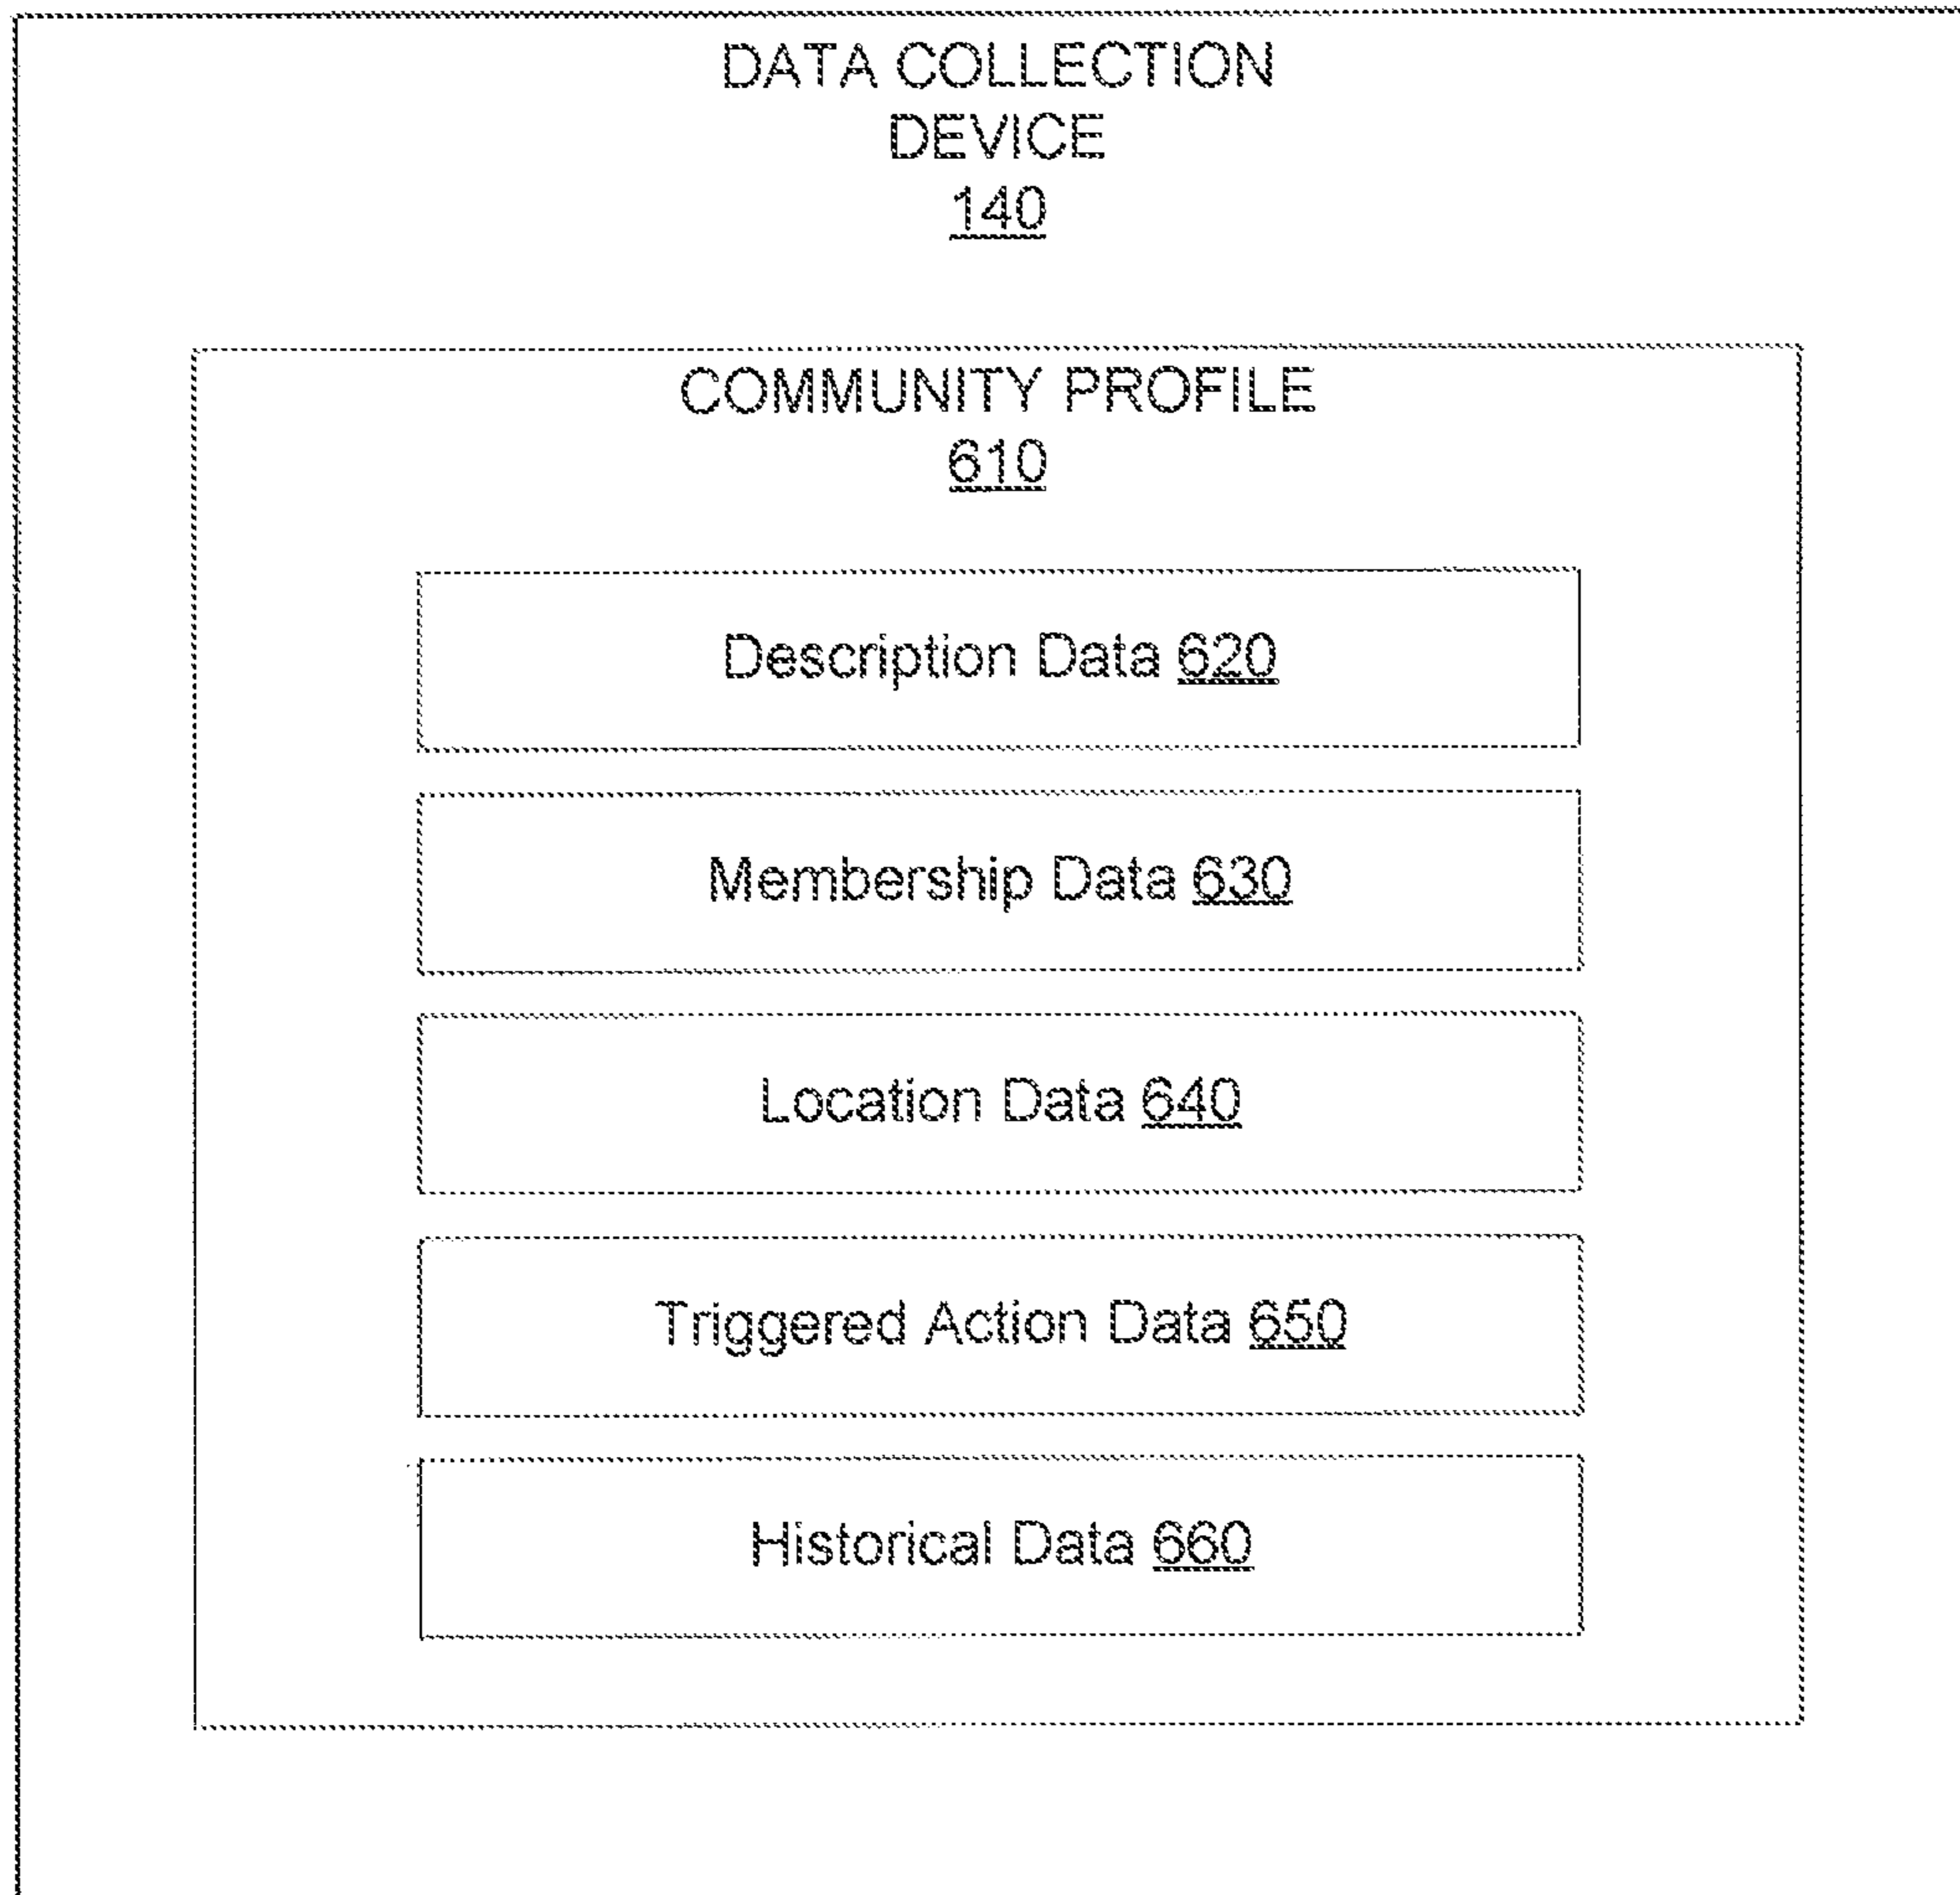 DATA COLLECTION
DEVICE
140
COMMUNITY PROFILE
610
Description Data 620
Membership Data 630
Location Data 640
Triggered Action Data 650
Historical Data 660